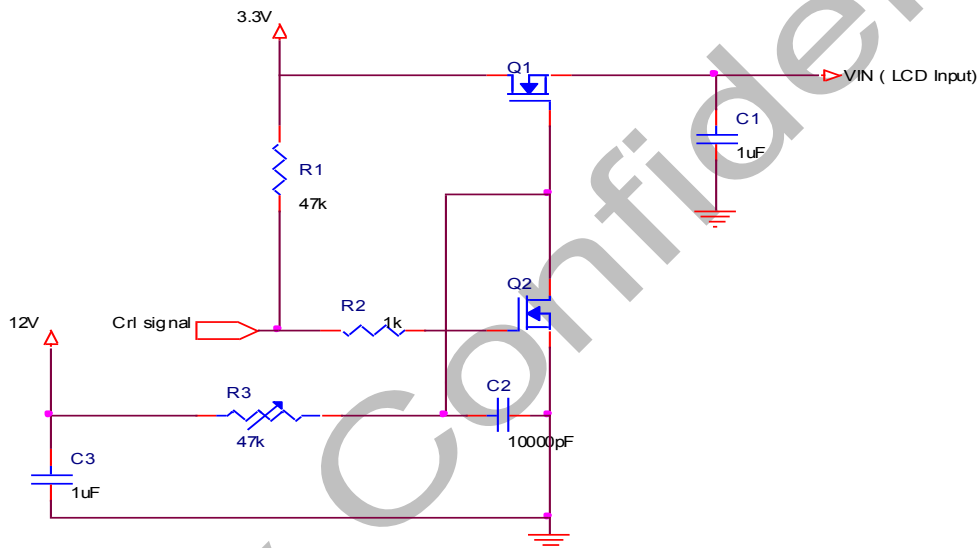 3.3V
Q1
VIN ( LCD Input)
C1
1uF
R1
47k
Q2
12V
Crl signal
R2
1k
R3
47k
C2
10000pF
C3
1uF
Confiden